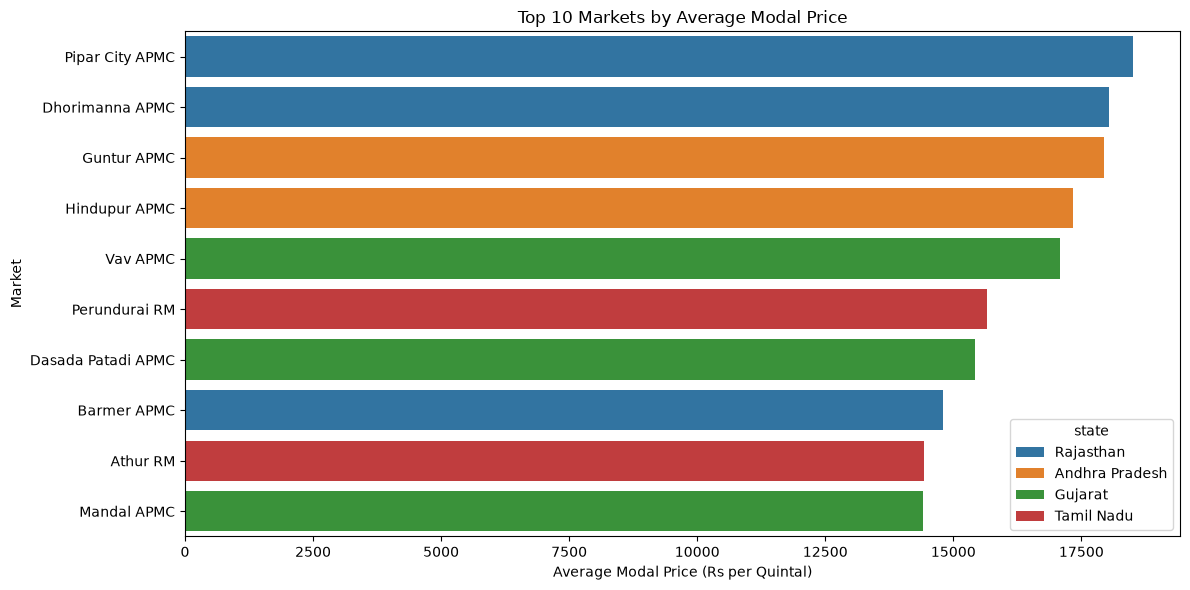 Top 10 Markets by Average Modal Price
Market
Pipar City APMC
Dhorimanna APMC
Guntur APMC
Hindupur APMC
Vav APMC
Perundurai RM
Dasada Patadi APMC
Barmer APMC
Athur RM
Mandal APMC
state
Rajasthan
Andhra Pradesh
Gujarat
Tamil Nadu
0 2500 5000 7500 10000 12500 15000 17500
Average Modal Price (Rs per Quintal)